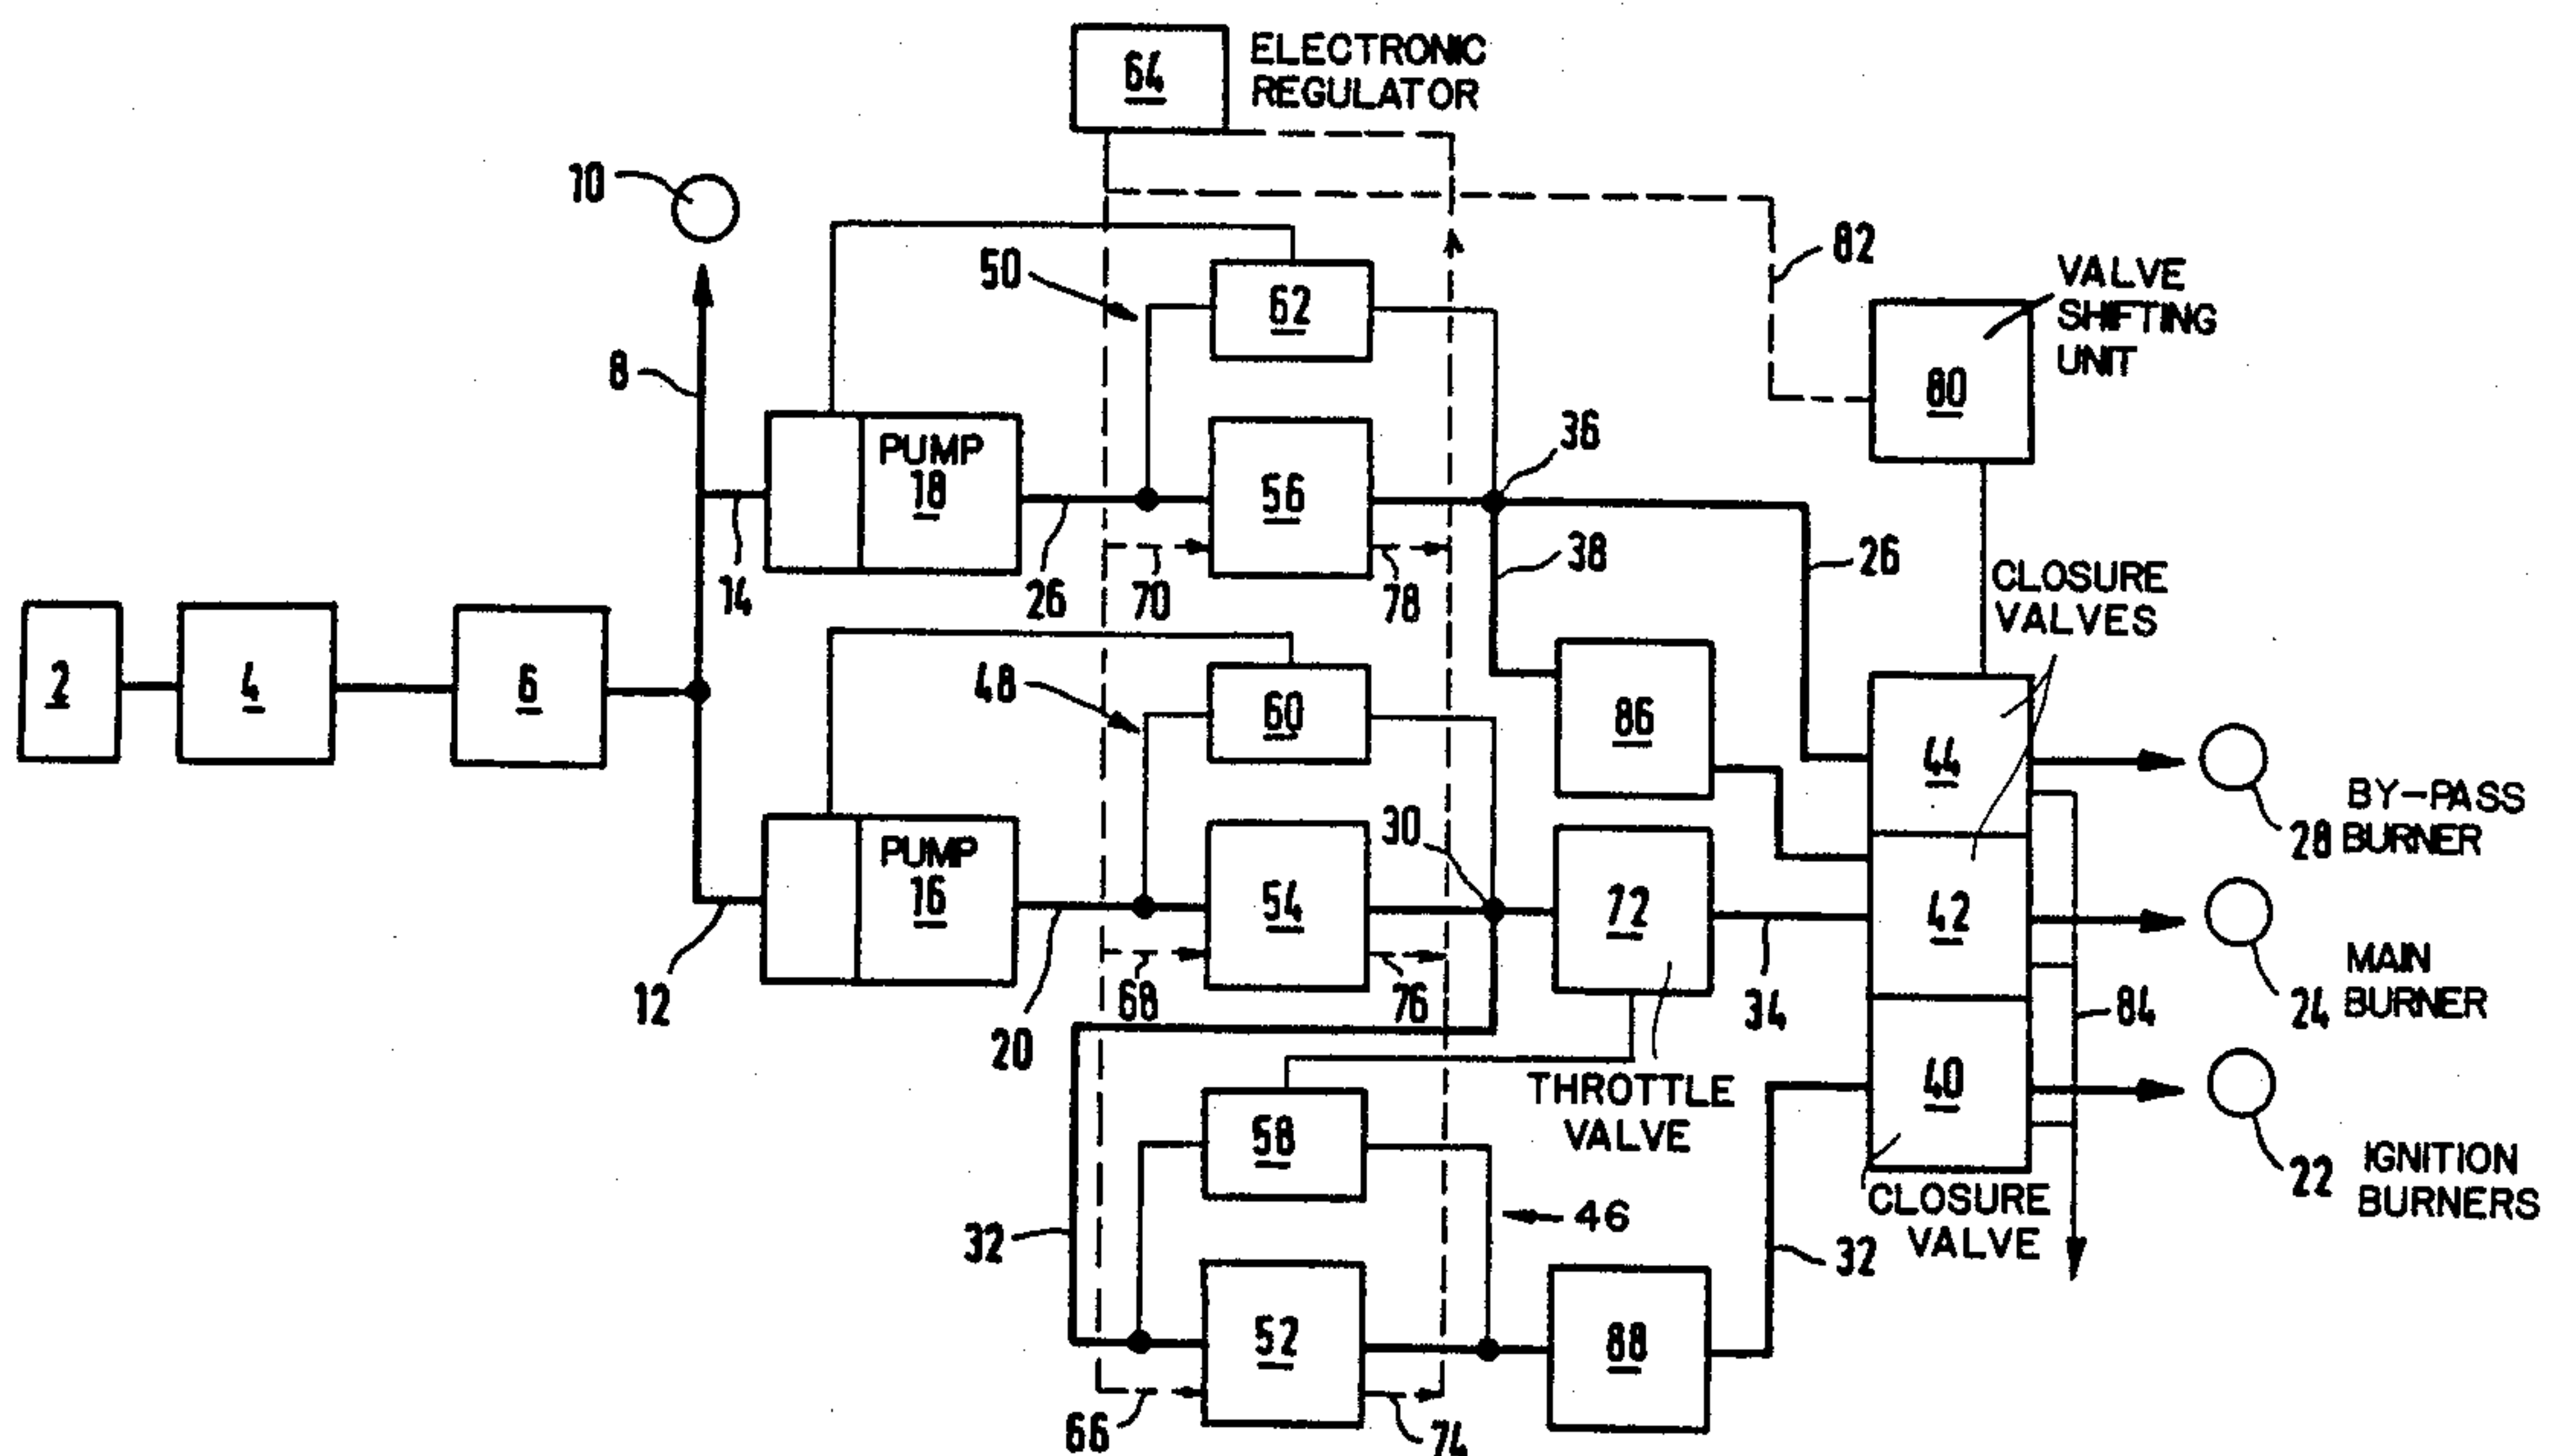 64
ELECTRONIC
REGULATOR
10
82
50
62
VALVE
SHIFTING
UNIT
8
80
36
PUMP
18
56
38
26
CLOSURE
VALVES
14
26
70
78
2
4
6
48
60
86
44
BY-PASS
28 BURNER
30
PUMP
16
54
72
42
MAIN
24 BURNER
12
20
68
76
34
84
THROTTLE
VALVE
40
58
IGNITION
22 BURNERS
CLOSURE
VALVE
46
32
32
52
88
66
74